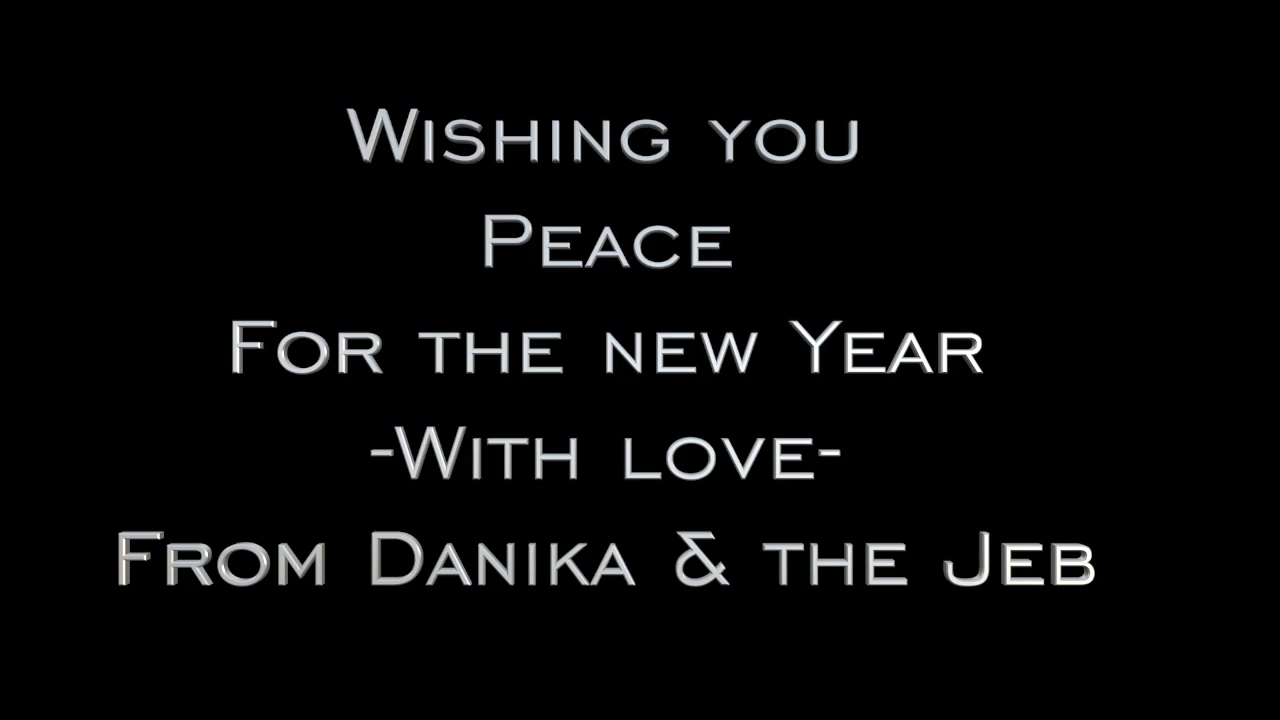 Wishing you
Peace
For the new Year
-With love-
From Danika & the Jeb